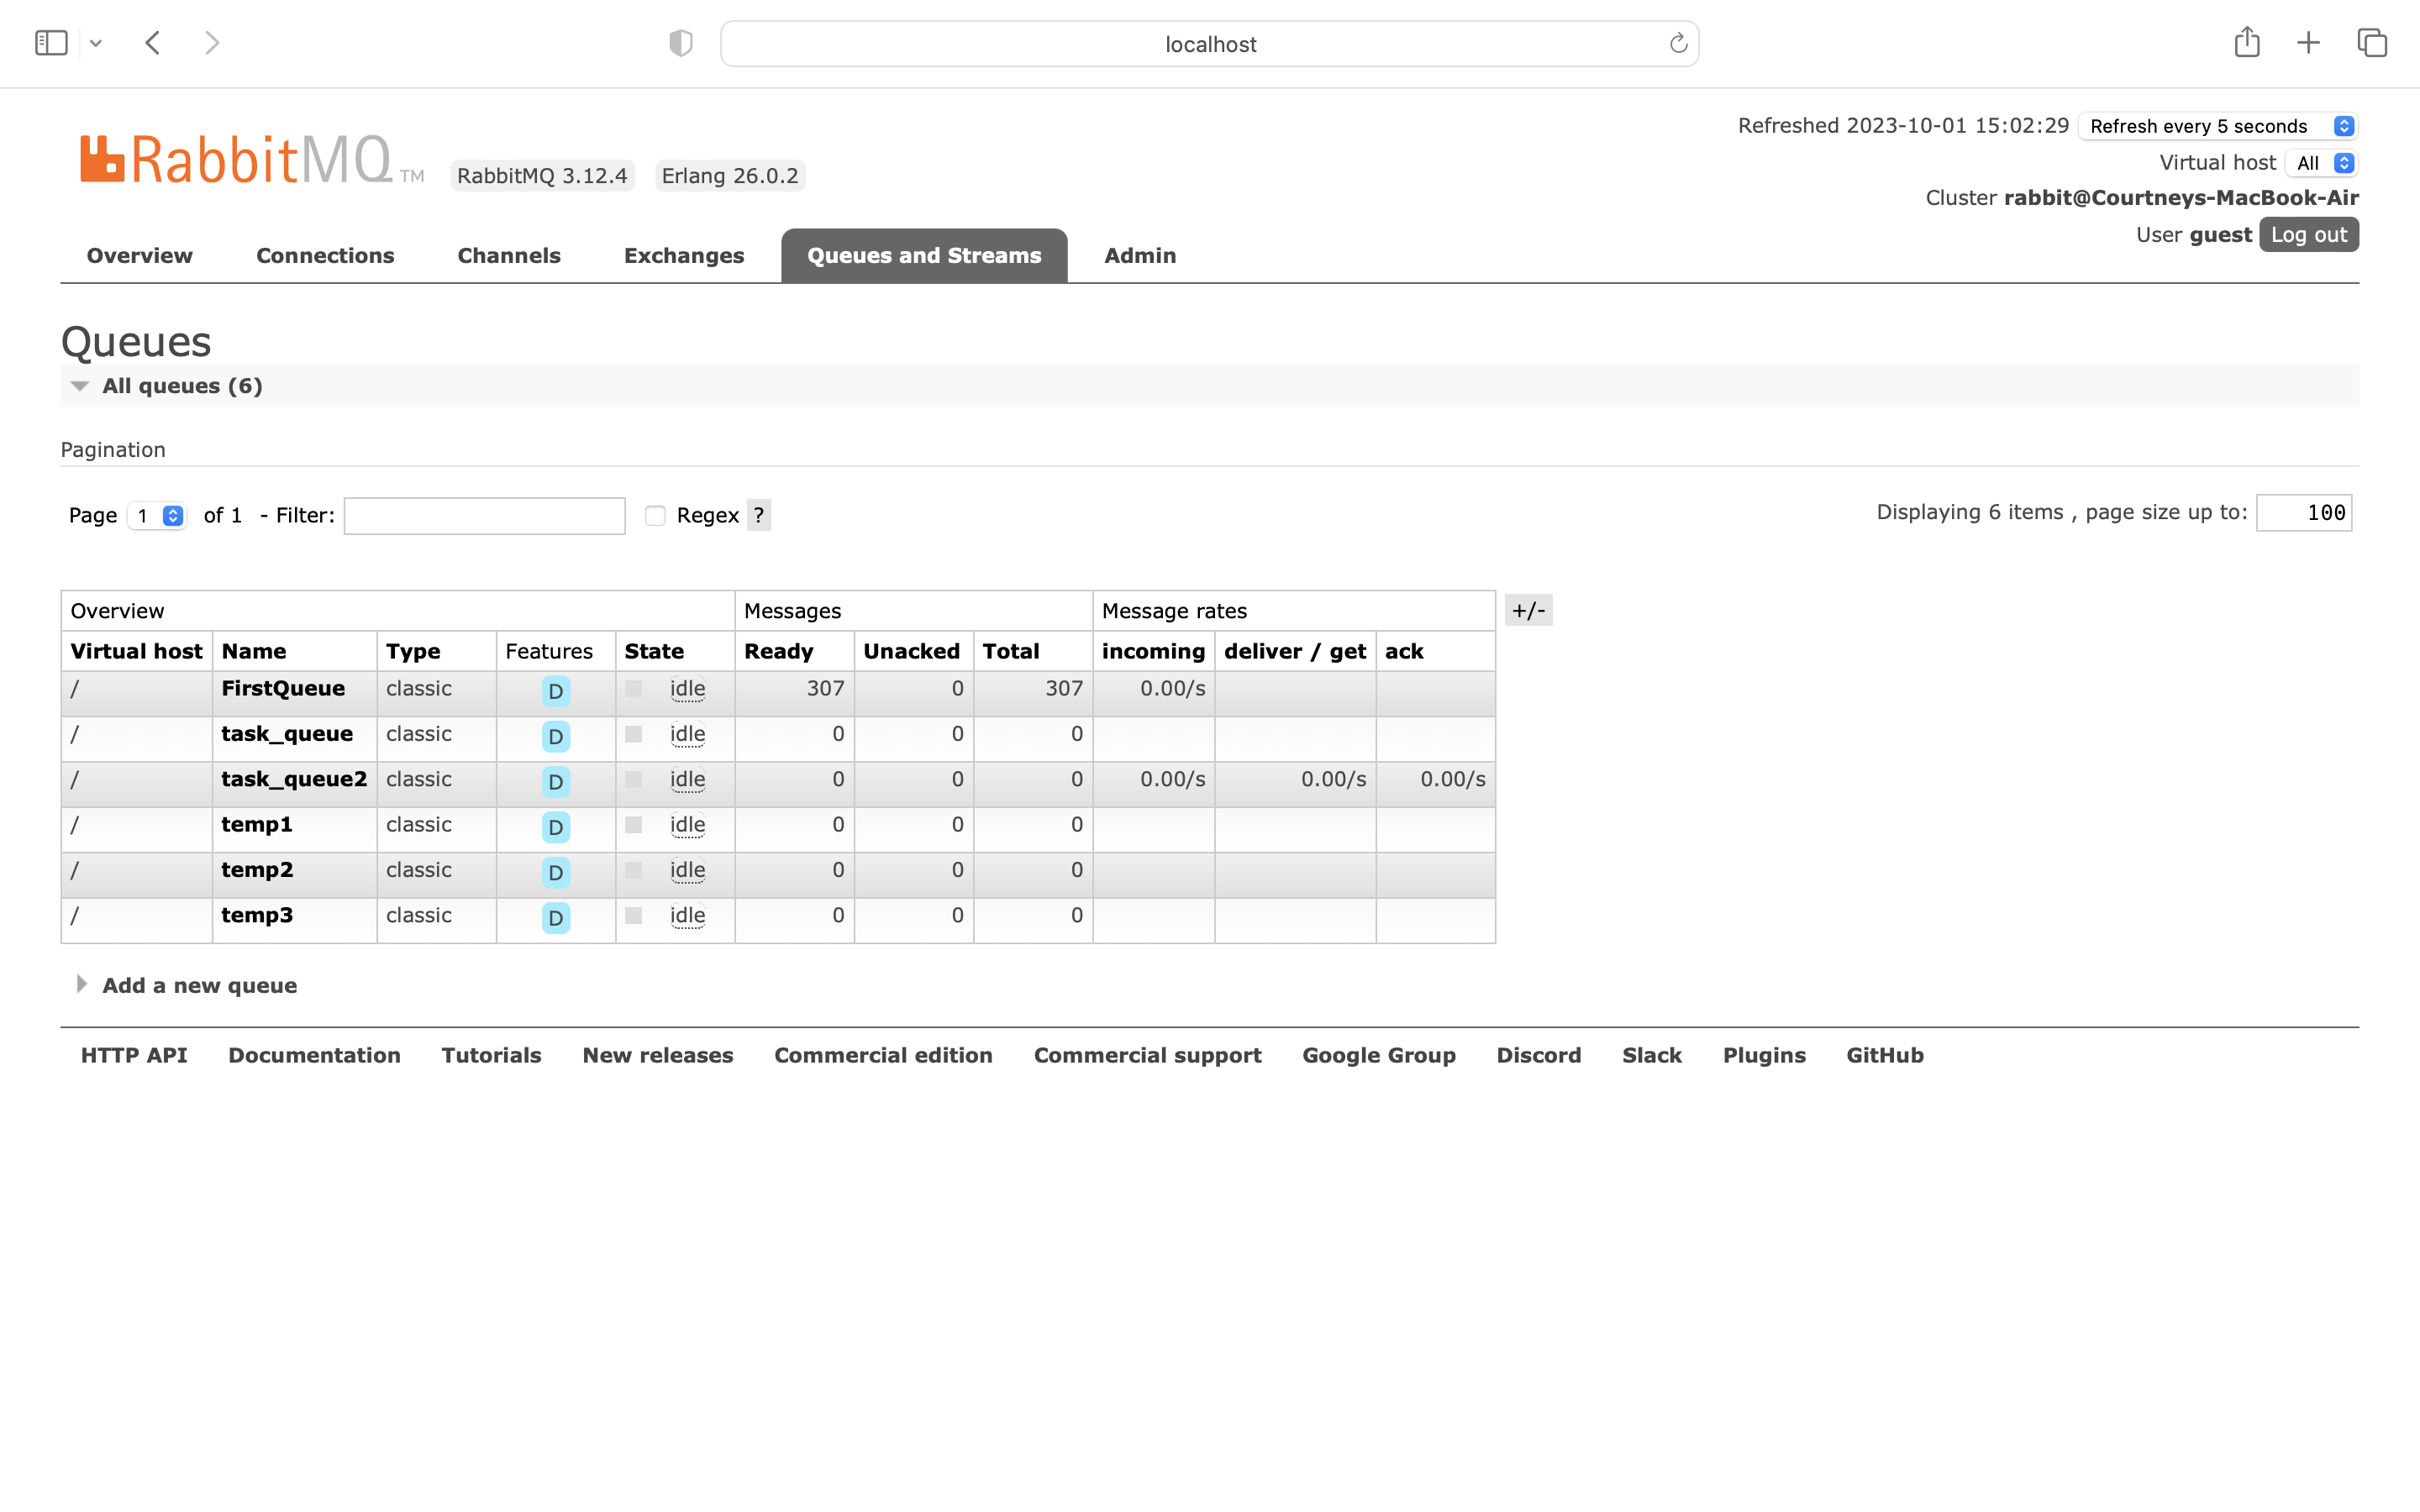 localhost
Refreshed 2023-10-01 15:02:29 Refresh every 5 seconds
Virtual host All
Cluster rabbit@Courtneys-MacBook-Air
User guest Log out
RabbitMQ TM RabbitMQ 3.12.4 Erlang 26.0.2
Overview Connections Channels Exchanges Queues and Streams Admin
Queues
All queues (6)
Pagination
Page 1 of 1 - Filter: Regex ? Displaying 6 items , page size up to: 100
Overview Messages Message rates +/-
Virtual host Name Type Features State Ready Unacked Total incoming deliver / get ack
/ FirstQueue classic D idle 307 0 307 0.00/s
/ task_queue classic D idle 0 0 0
/ task_queue2 classic D idle 0 0 0 0.00/s 0.00/s 0.00/s
/ temp1 classic D idle 0 0 0
/ temp2 classic D idle 0 0 0
/ temp3 classic D idle 0 0 0
Add a new queue
HTTP API Documentation Tutorials New releases Commercial edition Commercial support Google Group Discord Slack Plugins GitHub